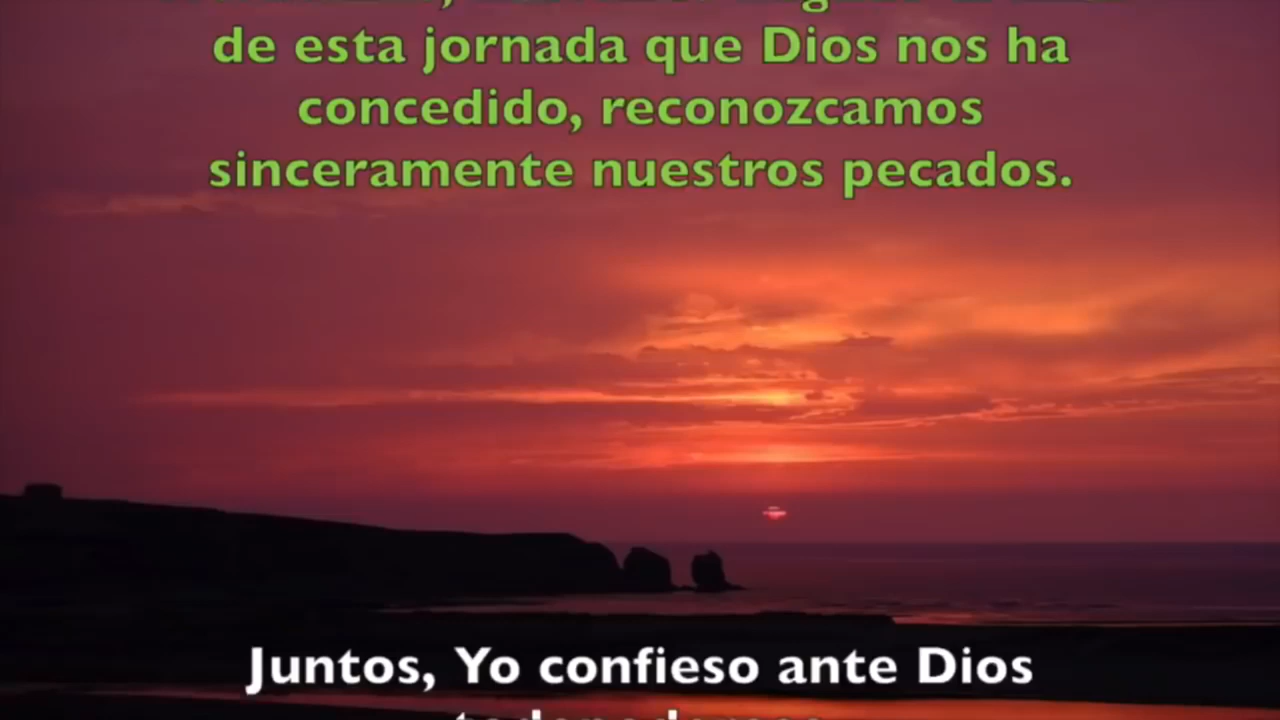 de esta jornada que Dios nos ha
concedido, reconozcamos
sinceramente nuestros pecados.
Juntos, Yo confieso ante Dios